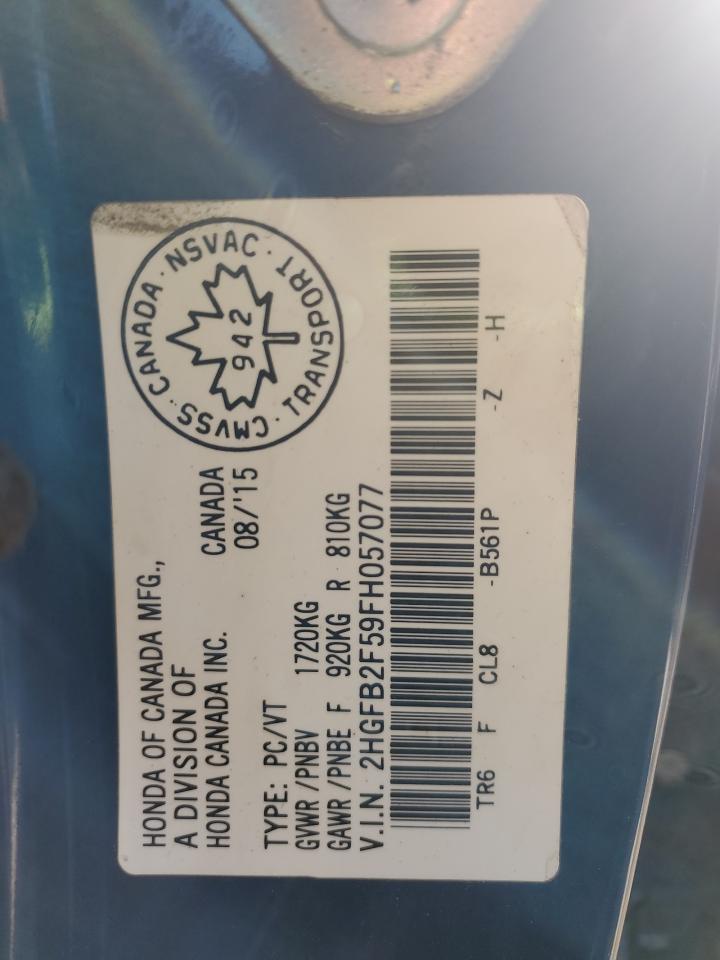 HONDA OF CANADA MFG.,
A DIVISION OF
HONDA CANADA INC.
CANADA
08/'15
CMVSS · CANADA · NSVAC · TRANSPORT ·
942
TYPE: PC/VT
GVWR /PNBV 1720KG
GAWR /PNBE F 920KG R 810KG
V.I.N. 2HGFB2F59FH057077
TR6 F CL8 -B561P -Z -H